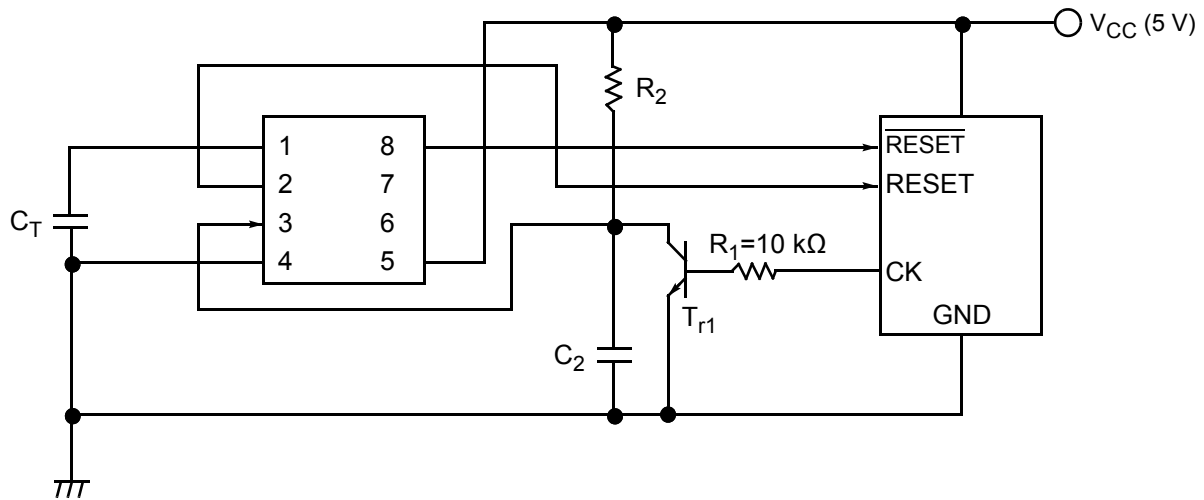 V_CC (5 V)
R_2
1 8
2 7
3 6
4 5
C_T
R̅E̅S̅E̅T̅
RESET
R_1=10 kΩ
CK
T_r1
GND
C_2